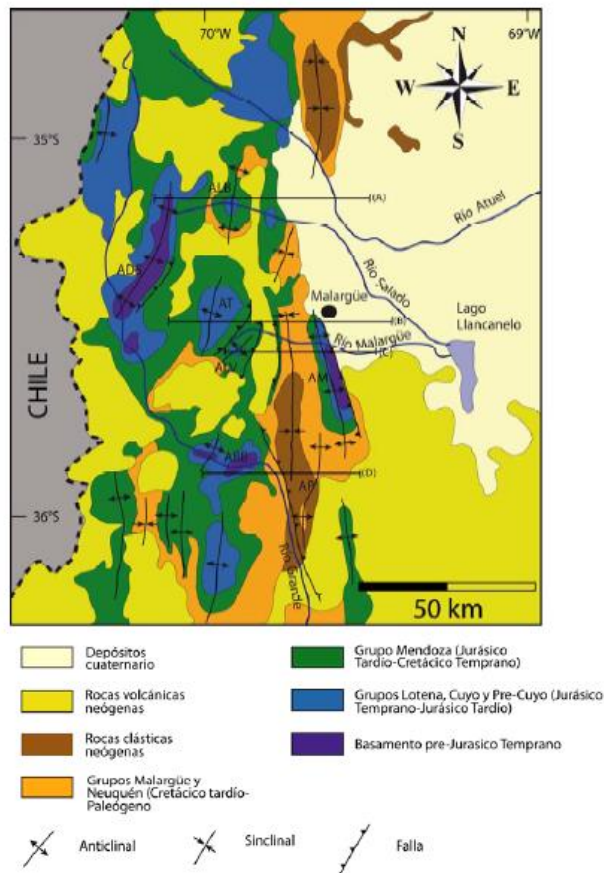 70°W
69°W
N
W
E
S
35°S
ALB
(A)
Río Atuel
Río Salado
AT
Malargüe
Lago
Llancanelo
(B)
Río Malargüe
(C)
AM
CHILE
(D)
36°S
Río Grande
50 km
Depósitos
cuaternario)
Rocas volcánicas
neógenas
Rocas clásticas
neógenas
Grupos Malargüe y
Neuquén (Cretácico tardío-
Paleógeno
Grupo Mendoza (Jurásico
Tardío-Cretácico Temprano)
Grupos Lotena, Cuyo y Pre-Cuyo (Jurásico
Temprano-Jurásico Tardío)
Basamento pre-Jurasico Temprano
Anticlinal
Sinclinal
Falla